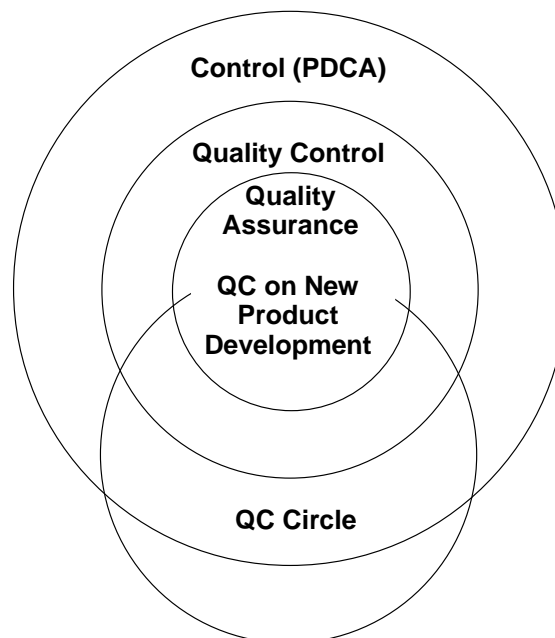 Control (PDCA)
Quality Control
Quality
Assurance
QC on New
Product
Development
QC Circle